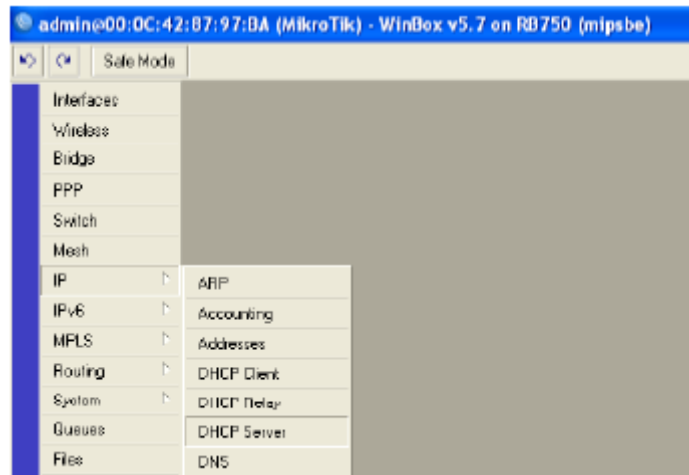 admin@00:0C:42:87:97:BA (MikroTik) - WinBox v5.7 on RB750 (mipsbe)
Safe Mode
Interfaces
Wireless
Bridge
PPP
Switch
Mesh
IP
IPv6
MPLS
Routing
System
Queues
Files
ARP
Accounting
Addresses
DHCP Client
DHCP Relay
DHCP Server
DNS